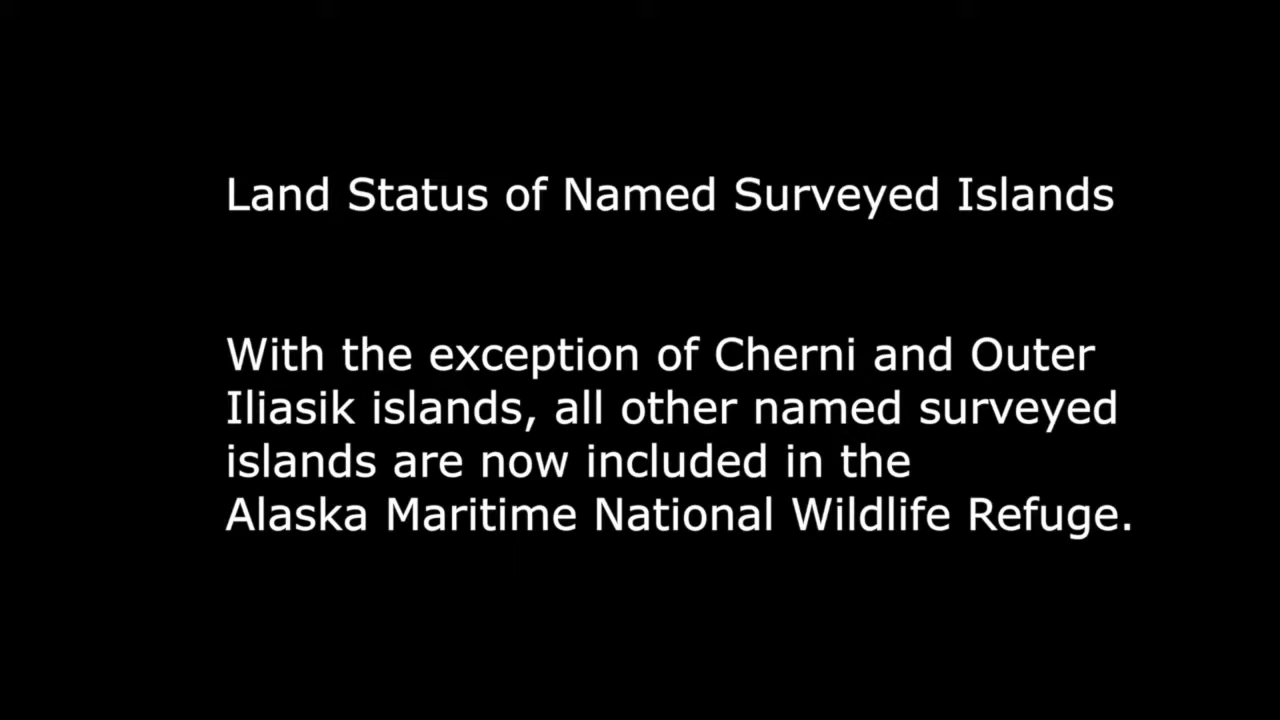 Land Status of Named Surveyed Islands
With the exception of Cherni and Outer
Iliasik islands, all other named surveyed
islands are now included in the
Alaska Maritime National Wildlife Refuge.